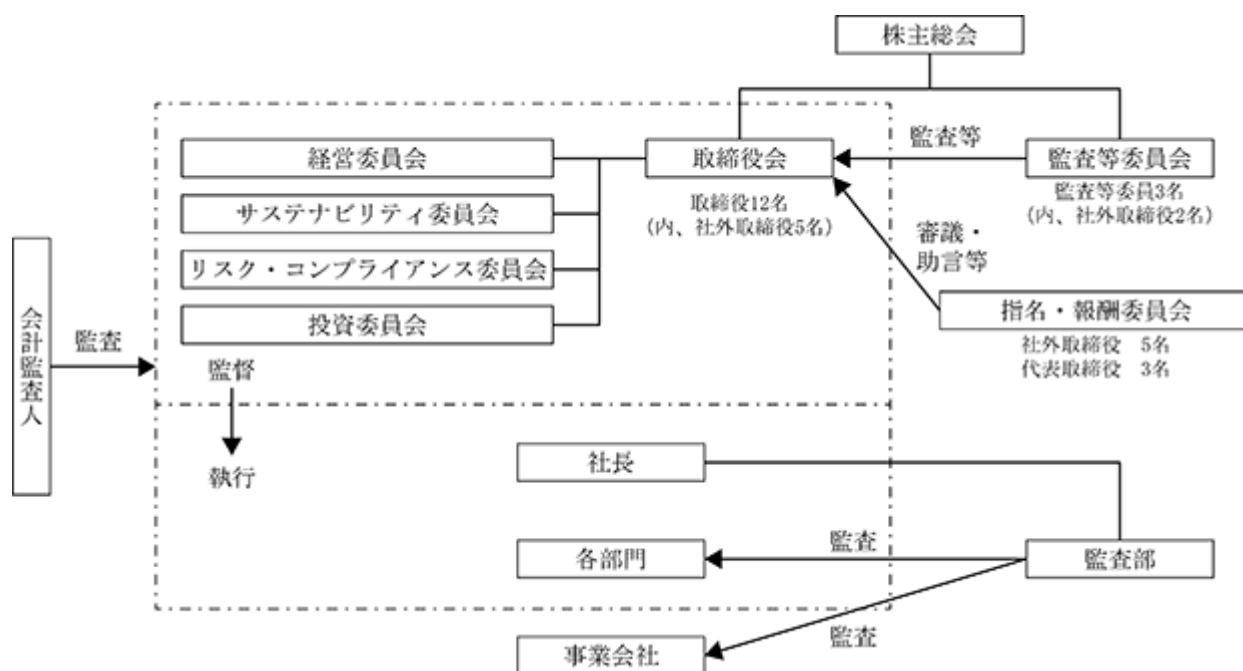 株主総会
経営委員会
取締役会
監査等
監査等委員会
取締役12名
(内、社外取締役5名)
監査等委員3名
(内、社外取締役2名)
サステナビリティ委員会
審議・
助言等
リスク・コンプライアンス委員会
指名・報酬委員会
社外取締役 5名
代表取締役 3名
投資委員会
会計監査人
監査
監督
執行
社長
各部門
監査
監査部
事業会社
監査